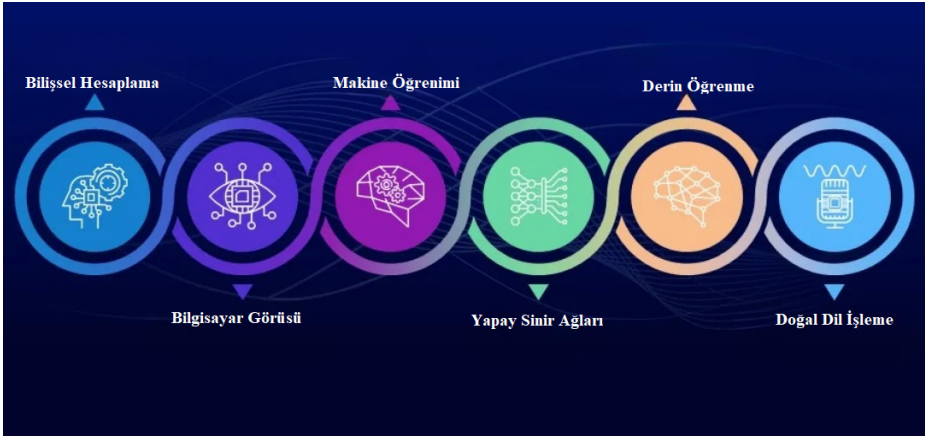 Bilişsel Hesaplama
Makine Öğrenimi
Derin Öğrenme
Bilgisayar Görüsü
Yapay Sinir Ağları
Doğal Dil İşleme